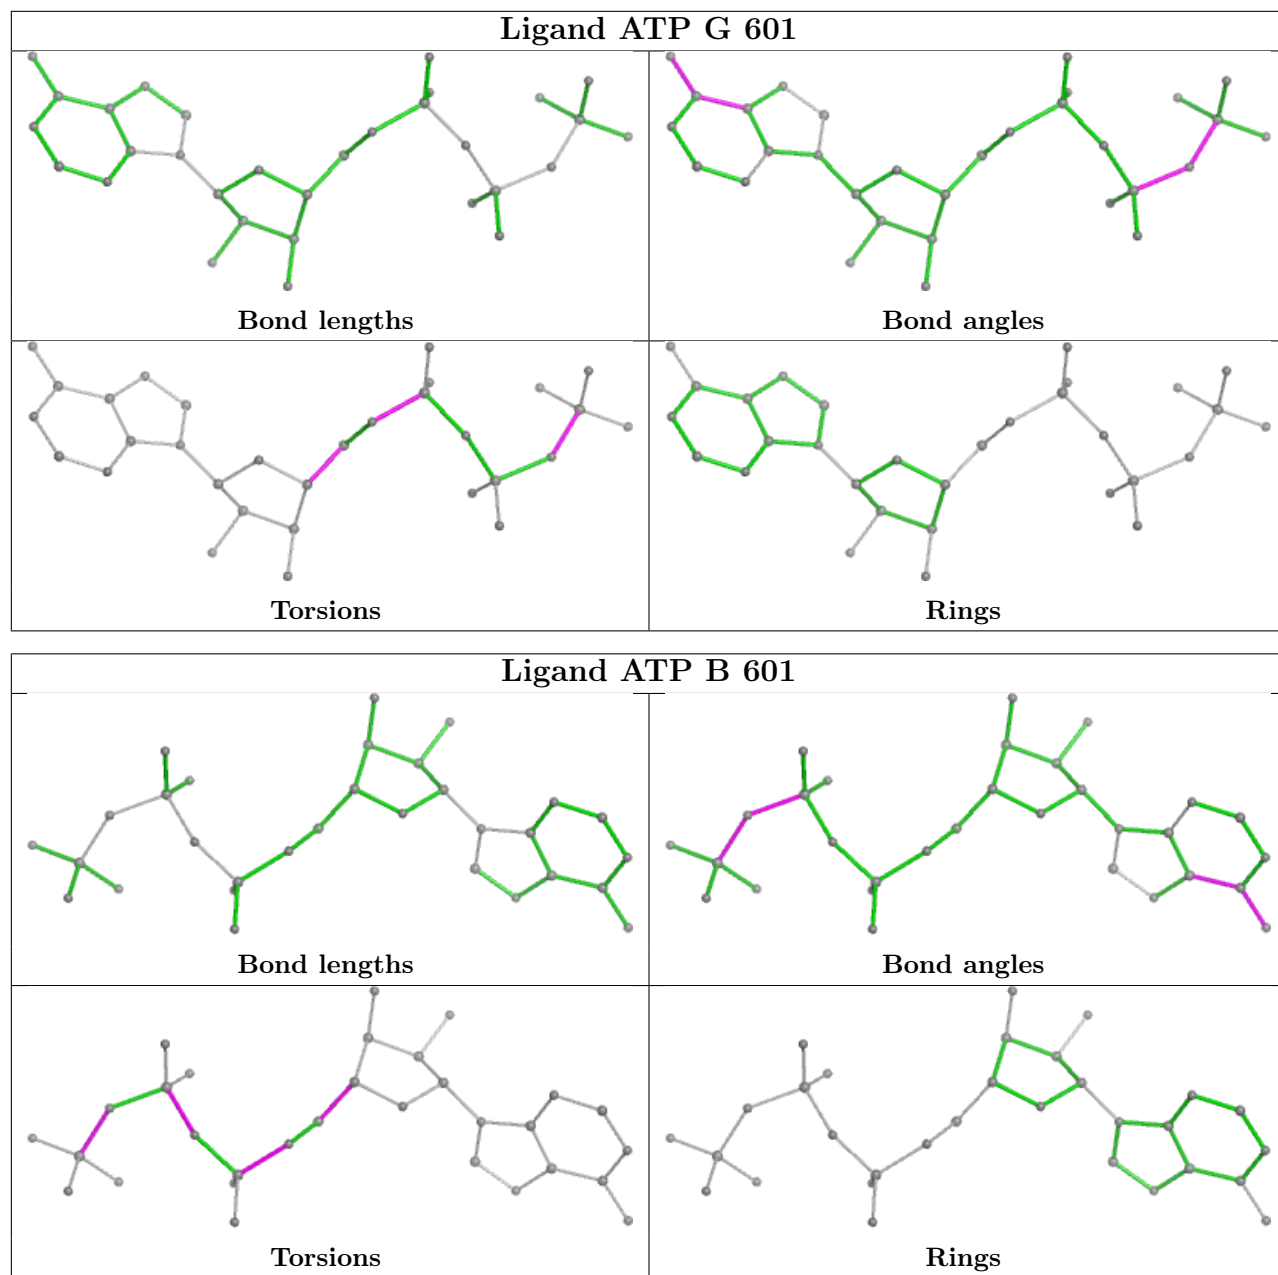 Ligand ATP G 601
Bond lengths
Bond angles
Torsions
Rings
Ligand ATP B 601
Bond lengths
Bond angles
Torsions
Rings